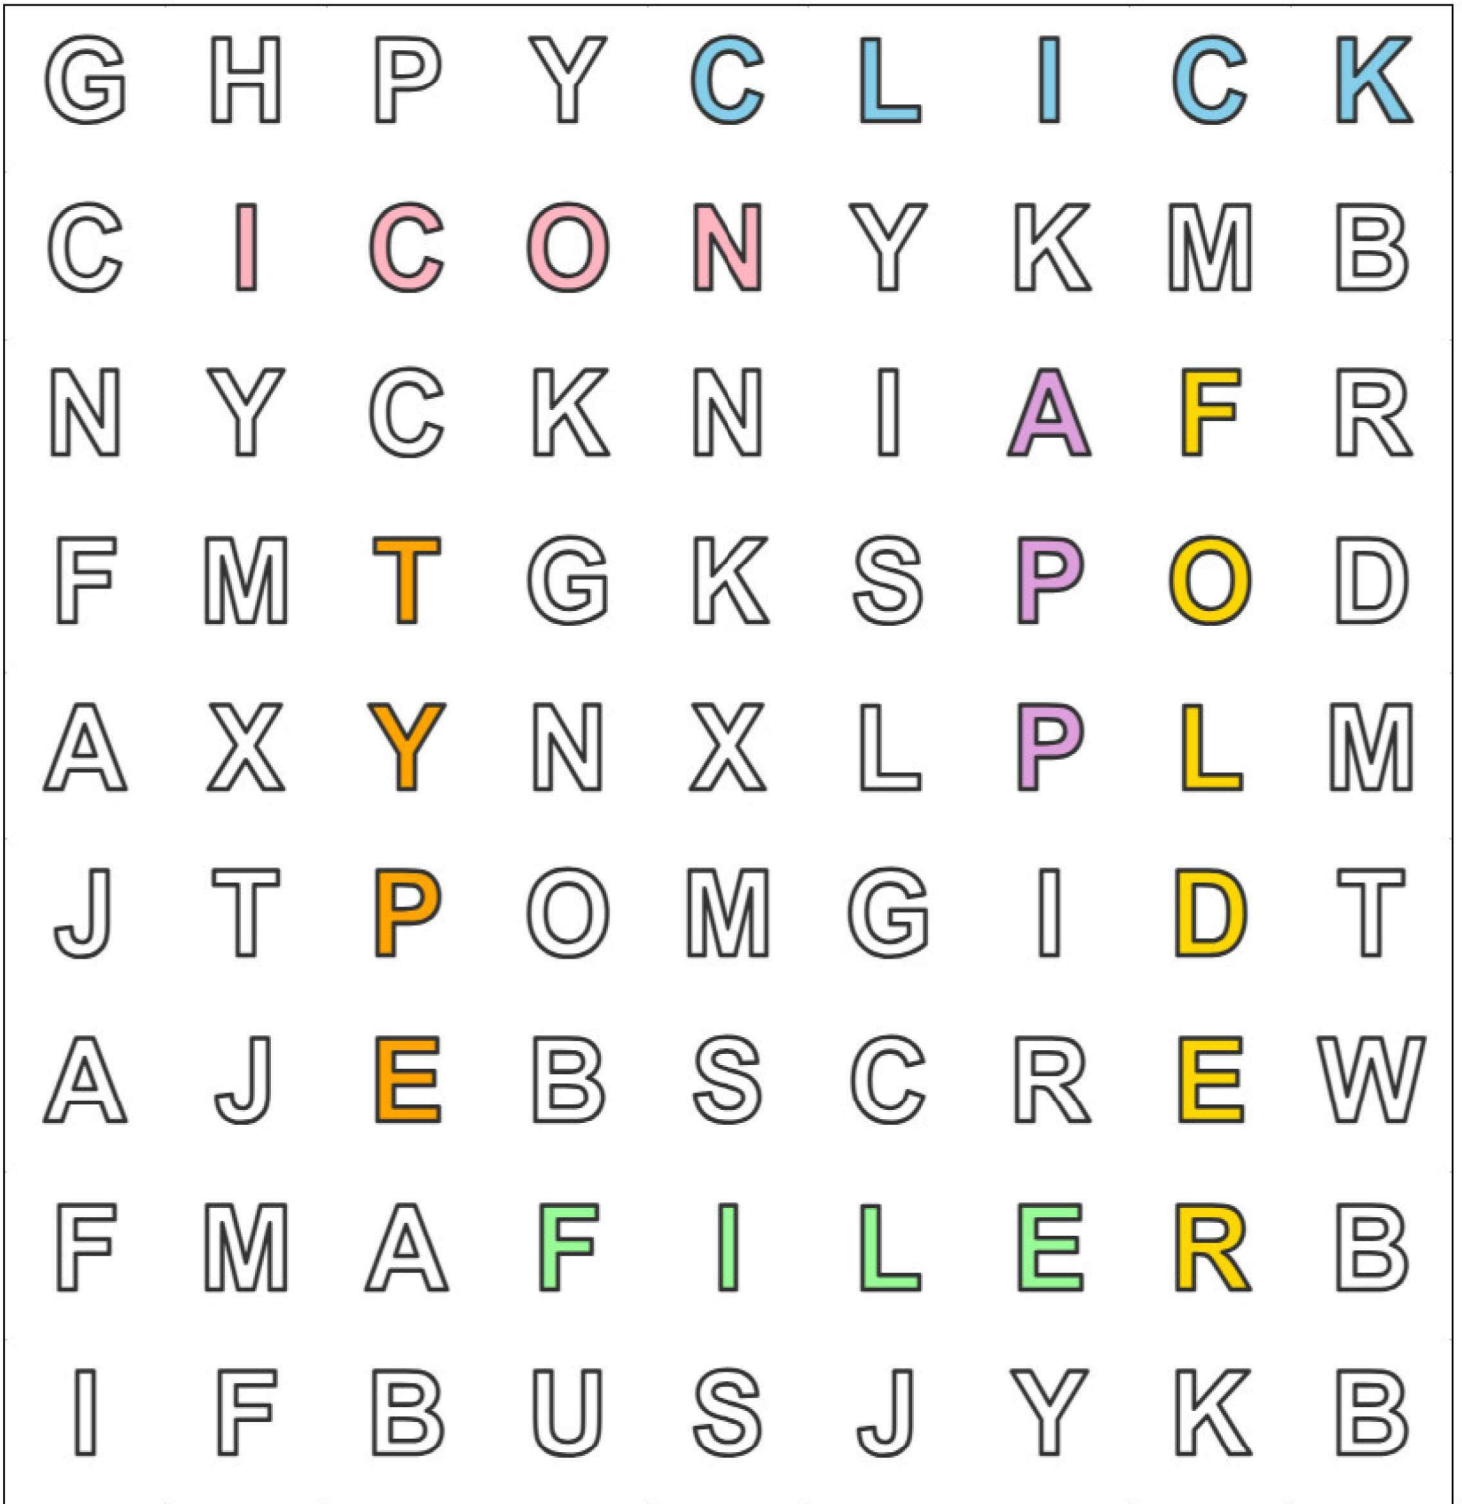 G H P Y C L I C K
C I C O N Y K M B
N Y C K N I A F R
F M T G K S P O D
A X Y N X L P L M
J T P O M G I D T
A J E B S C R E W
F M A F I L E R B
I F B U S J Y K B